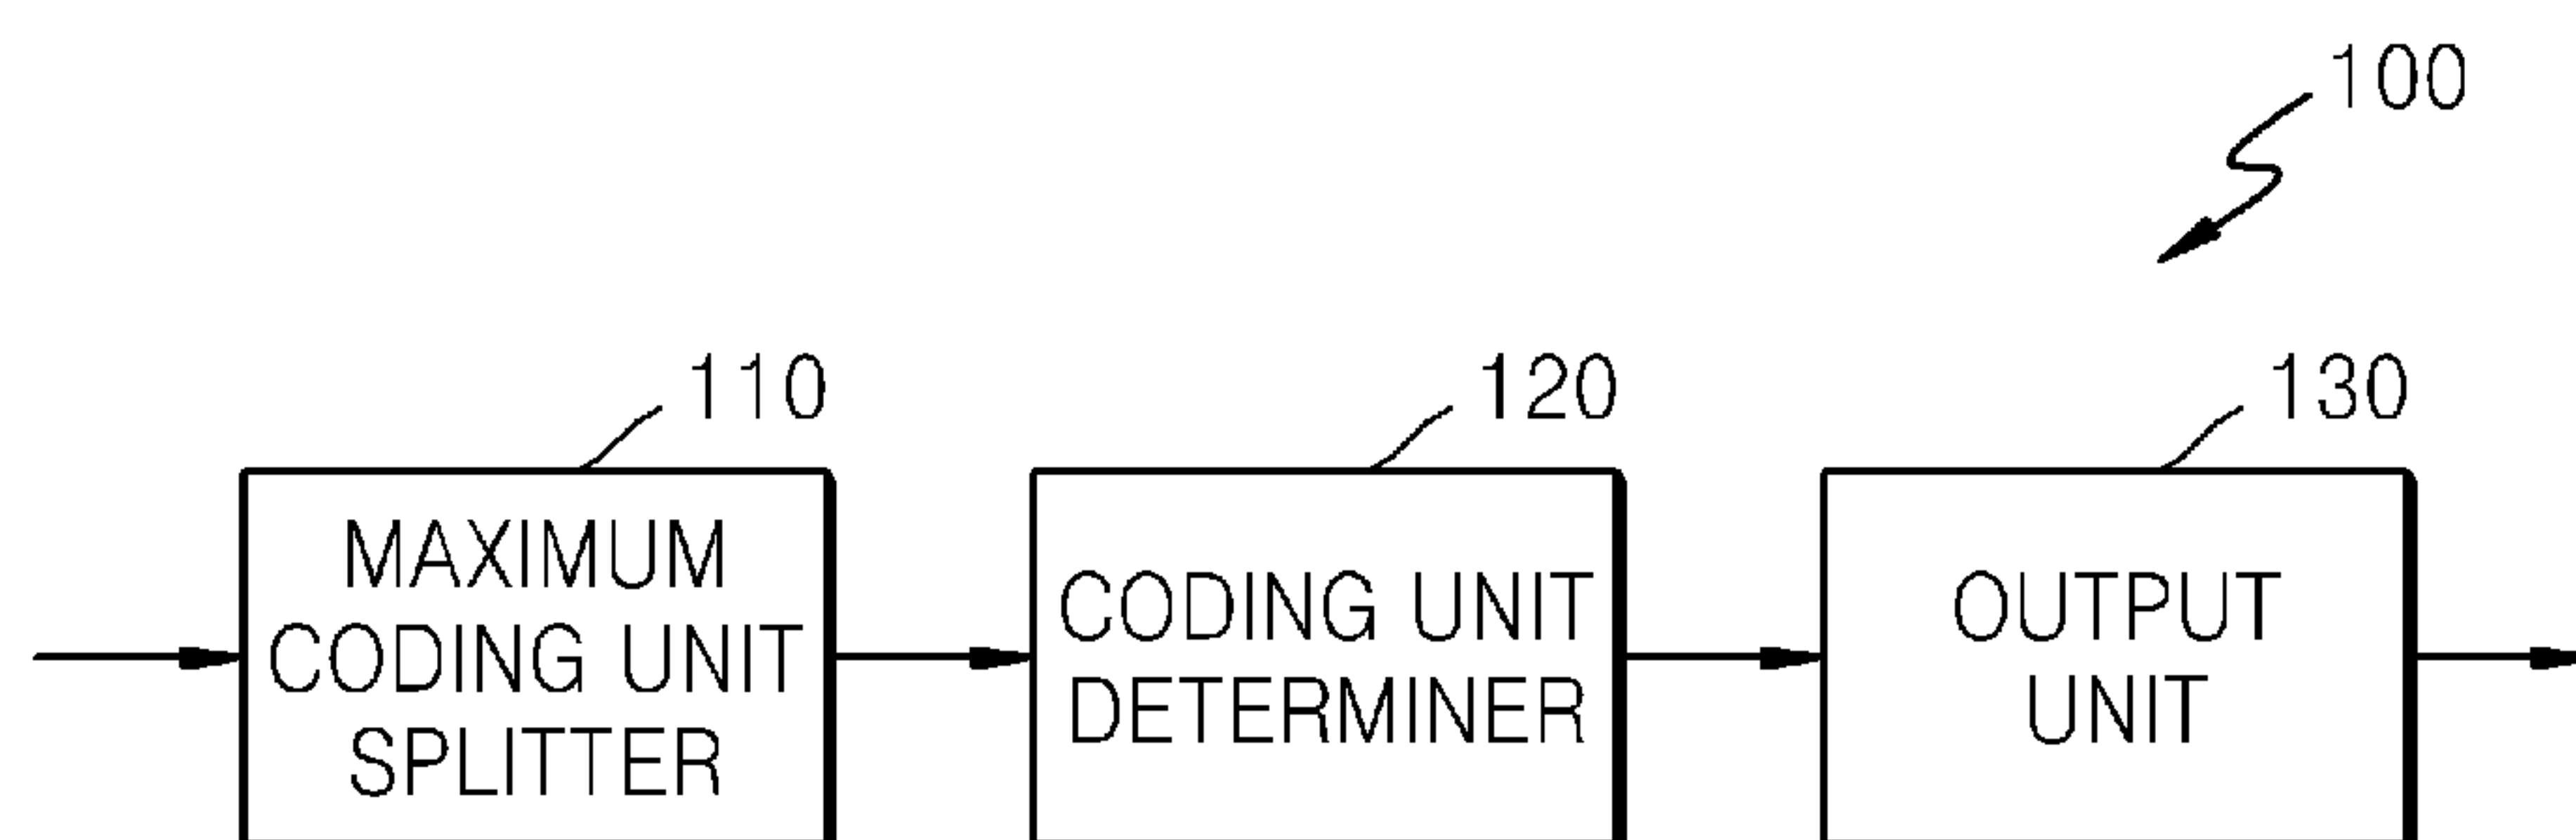 100
110
120
130
MAXIMUM
CODING UNIT
SPLITTER
CODING UNIT
DETERMINER
OUTPUT
UNIT